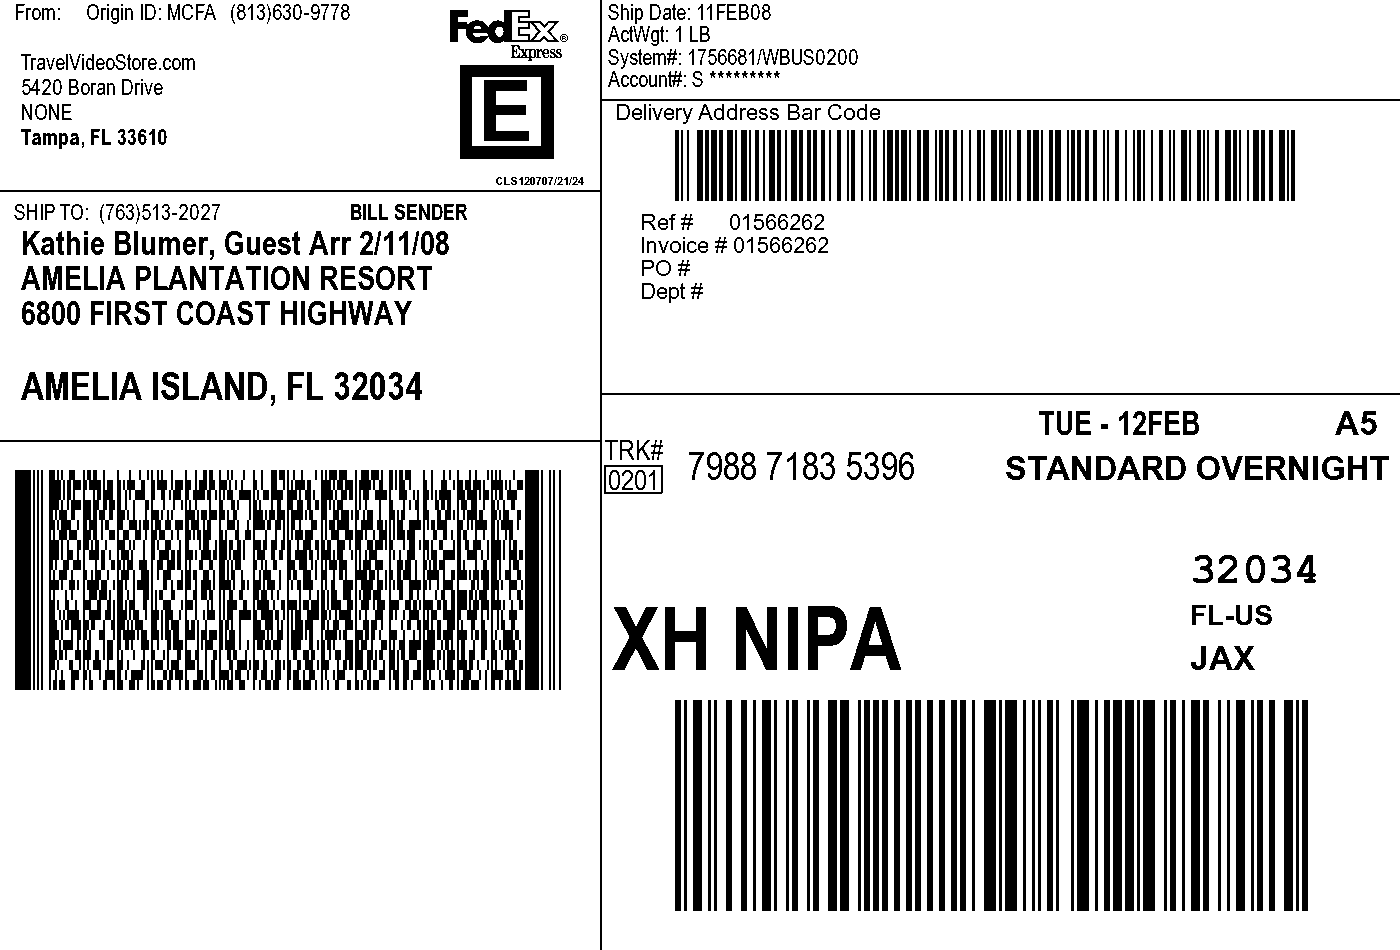 From: Origin ID: MCFA (813)630-9778
TravelVideoStore.com
5420 Boran Drive
NONE
Tampa, FL 33610
FedEx®
Express
E
CLS120707/21/24
Ship Date: 11FEB08
ActWgt: 1 LB
System#: 1756681/WBUS0200
Account#: S *********
Delivery Address Bar Code
SHIP TO: (763)513-2027 BILL SENDER
Kathie Blumer, Guest Arr 2/11/08
AMELIA PLANTATION RESORT
6800 FIRST COAST HIGHWAY
AMELIA ISLAND, FL 32034
Ref # 01566262
Invoice # 01566262
PO #
Dept #
TUE - 12FEB A5
TRK# 7988 7183 5396 STANDARD OVERNIGHT
0201
32034
XH NIPA FL-US
JAX